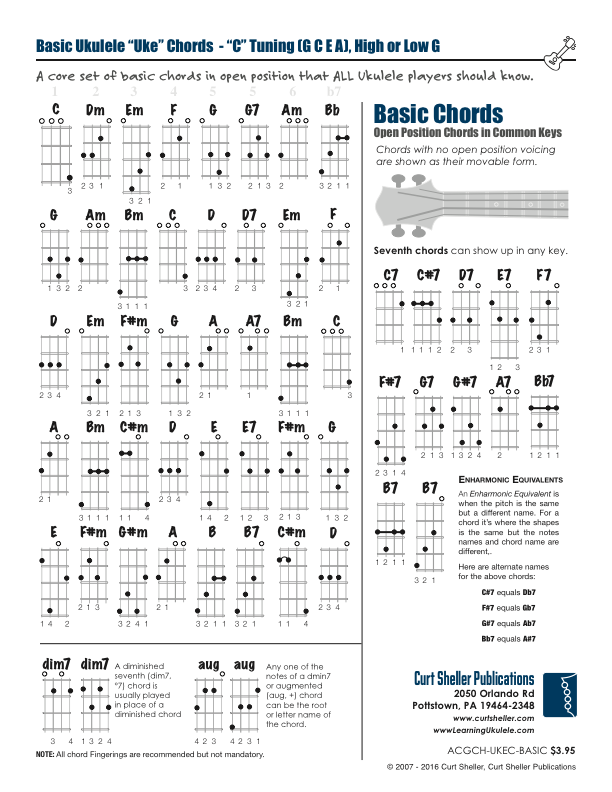 Basic Ukulele “Uke” Chords - “C” Tuning (G C E A), High or Low G
A core set of basic chords in open position that ALL Ukulele players should know.
1 2 3 4 5 5 6 b7
C Dm Em F G G7 Am Bb
3
2 3 1
3 2 1
2 1
1 3 2
2 1 3
2
3 2 1 1
G Am Bm C D D7 Em F
1 3 2
2
3 1 1 1
3
2 3 4
2 3
3 2 1
2 1
D Em F#m G A A7 Bm C
2 3 4
3 2 1
2 1 3
1 3 2
2 1
1
3 1 1 1
3
A Bm C#m D E E7 F#m G
2 1
3 1 1 1
1 1 4
2 3 4
1 4 2
1 2 3
2 1 3
1 3 2
E F#m G#m A B B7 C#m D
1 4 2
2 1 3
3 2 1 4
2 1
3 2 1 1
4 3 2 1
1 1 4
2 3 4
dim7 dim7
3 4
1 3 2 4
A diminished
seventh (dim7,
°7) chord is
usually played
in place of a
diminished chord
aug aug
4 2 3
4 2 3 1
Any one of the
notes of a dmin7
or augmented
(aug, +) chord
can be the root
or letter name of
the chord.
NOTE: All chord Fingerings are recommended but not mandatory.
Basic Chords
Open Position Chords in Common Keys
Chords with no open position voicing
are shown as their movable form.
Seventh chords can show up in any key.
C7 C#7 D7 E7 F7
1
1 1 1 2
2 3
1 2 3
2 3 1
F#7 G7 G#7 A7 Bb7
2 3 1 4
2 1 3
1 3 2 4
2
1 2 1 1
B7 B7
1 2 1 1
3 2 1
Enharmonic Equivalents
An Enharmonic Equivalent is
when the pitch is the same
but a different name. For a
chord it’s where the shapes
is the same but the notes
names and chord name are
different,.
Here are alternate names
for the above chords:
C#7 equals Db7
F#7 equals Gb7
G#7 equals Ab7
Bb7 equals A#7
Curt Sheller Publications
2050 Orlando Rd
Pottstown, PA 19464-2348
www.curtsheller.com
www.LearningUkulele.com
ACGCH-UKEC-BASIC $3.95
© 2007 - 2016 Curt Sheller, Curt Sheller Publications